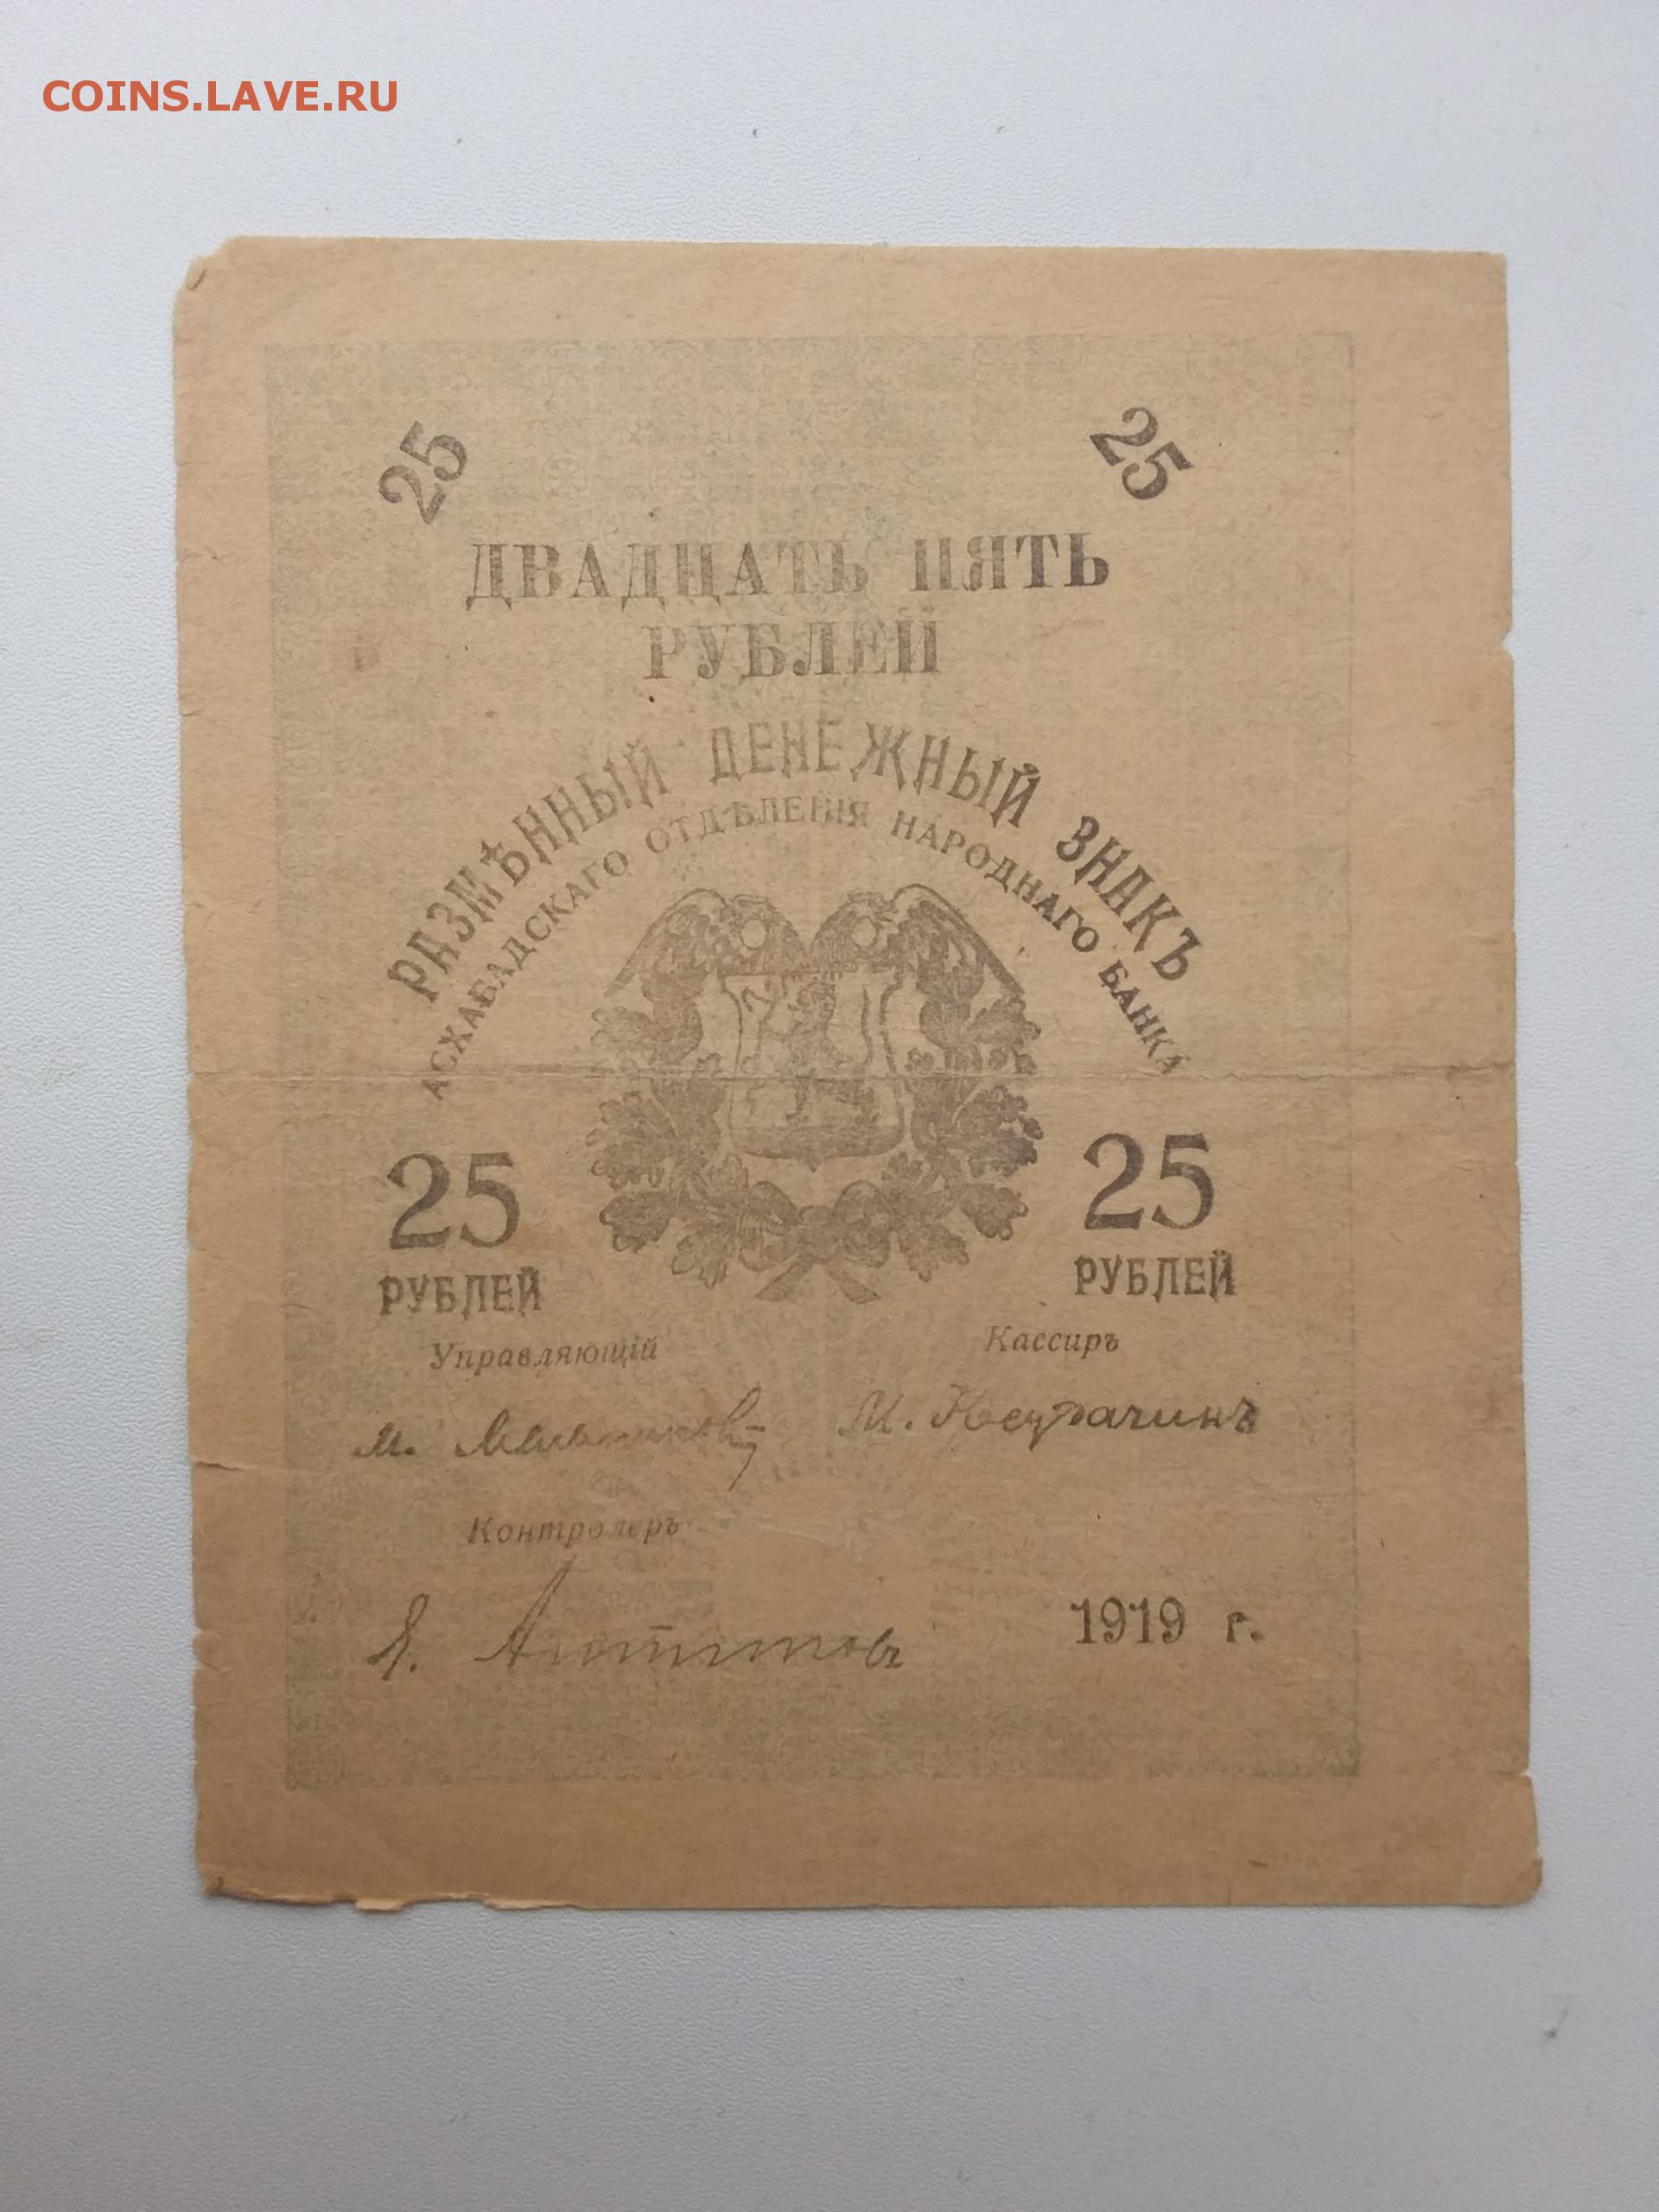 COINS.LAVE.RU
25
25
ДВАДЦАТЬ ПЯТЬ
РУБЛЕЙ
РАЗМѢННЫЙ ДЕНЕЖНЫЙ ЗНАКЪ
АСХАБАДСКАГО ОТДѢЛЕНІЯ НАРОДНАГО БАНКА
25
РУБЛЕЙ
25
РУБЛЕЙ
Управляющій
Кассиръ
М.
М.
Контролеръ
1919 г.